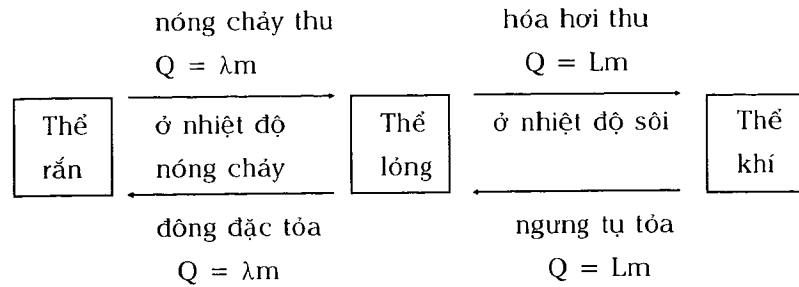 nóng chảy thu
Q = λm
hóa hơi thu
Q = Lm
Thể
rắn
ở nhiệt độ
nóng chảy
Thể
lỏng
ở nhiệt độ sôi
Thể
khí
đông đặc tỏa
Q = λm
ngưng tụ tỏa
Q = Lm